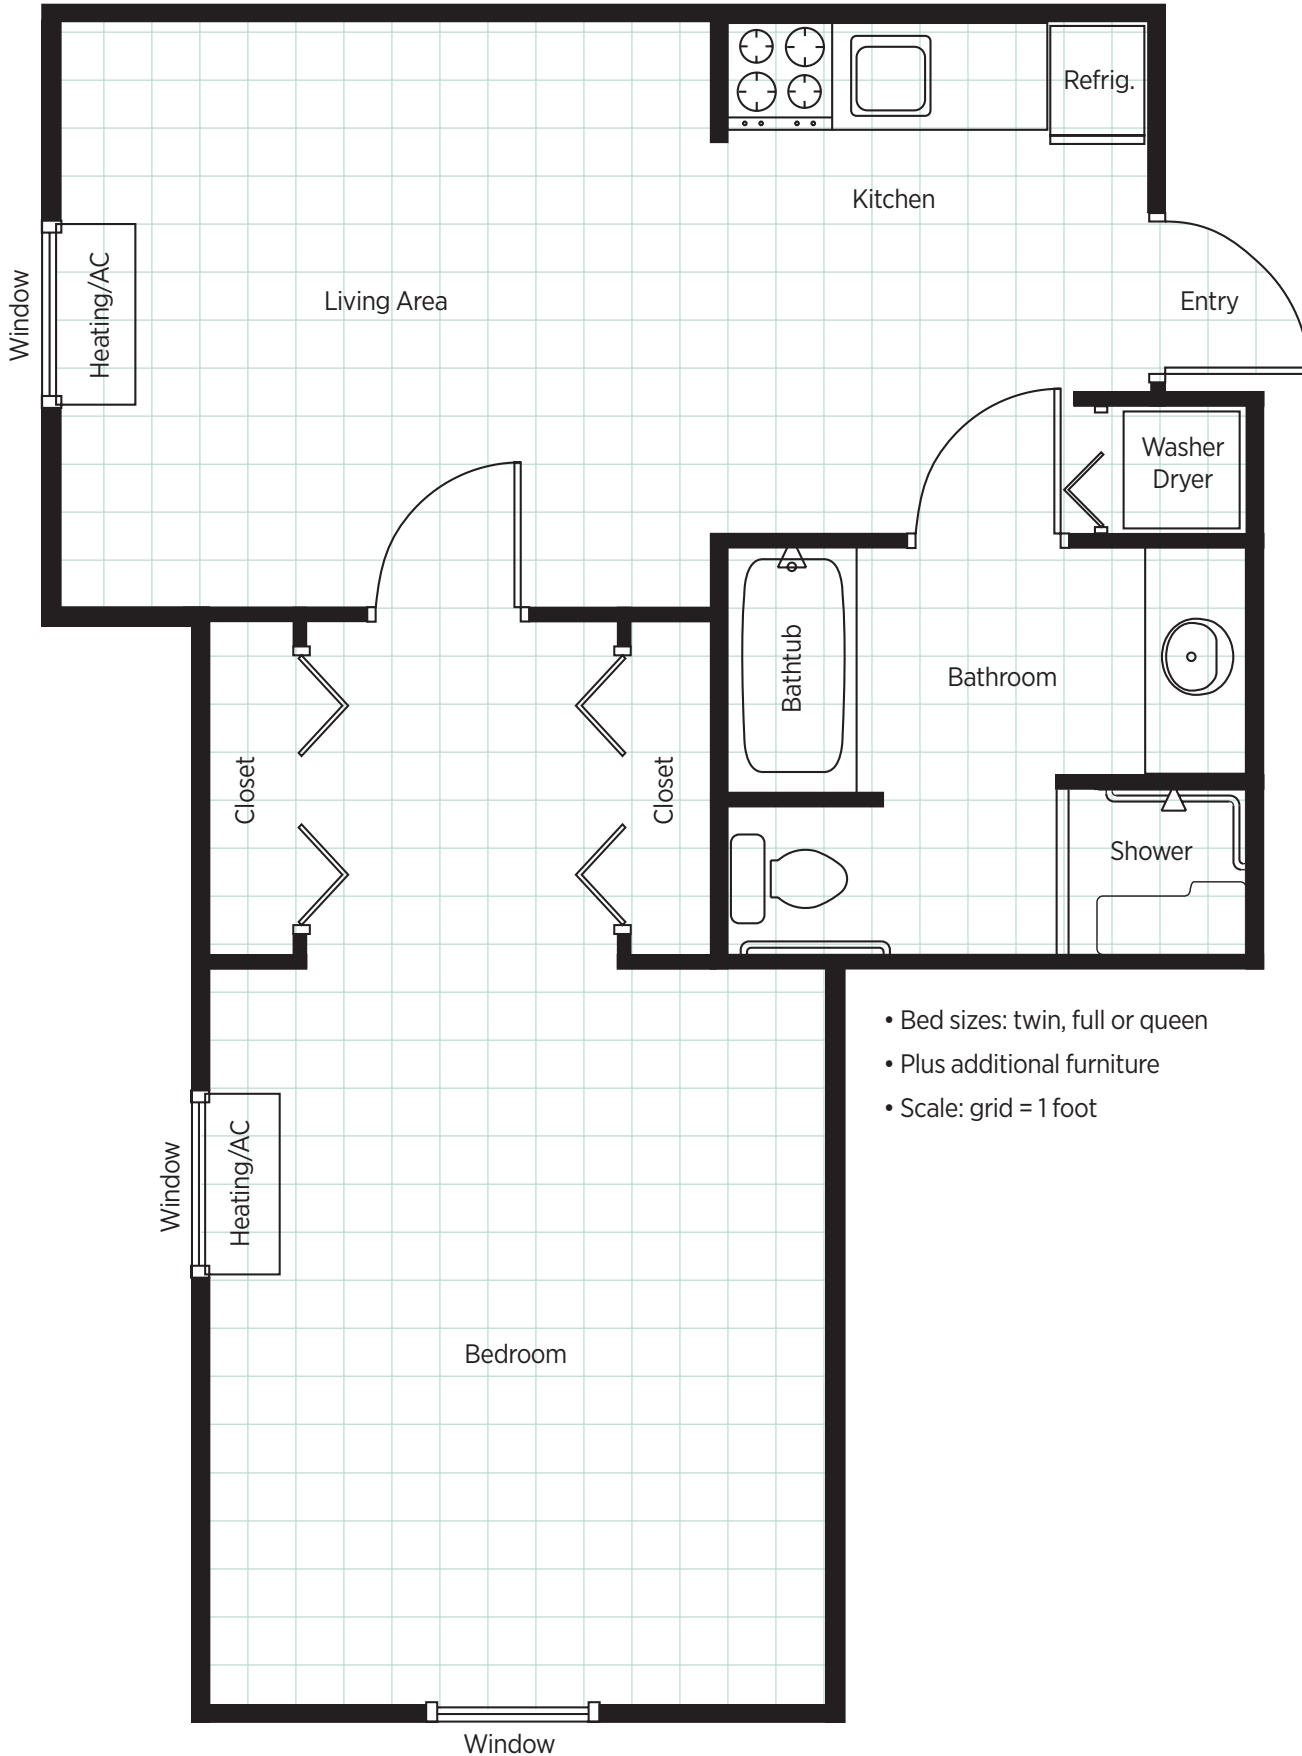 Refrig.
Kitchen
Window
Heating/AC
Living Area
Entry
Washer
Dryer
Bathtub
Bathroom
Closet
Closet
Shower
• Bed sizes: twin, full or queen
• Plus additional furniture
• Scale: grid = 1 foot
Window
Heating/AC
Bedroom
Window